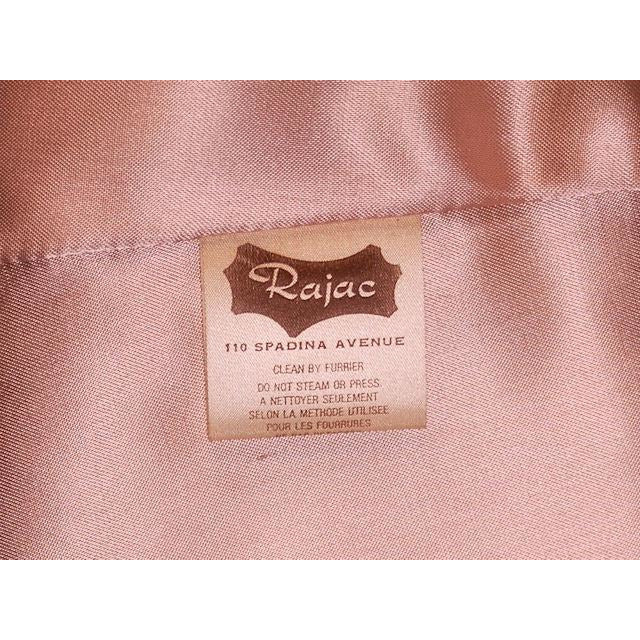 Rajac
110 SPADINA AVENUE
CLEAN BY FURRIER
DO NOT STEAM OR PRESS
A NETTOYER SEULEMENT
SELON LA METHODE UTILISEE
POUR LES FOURRURES